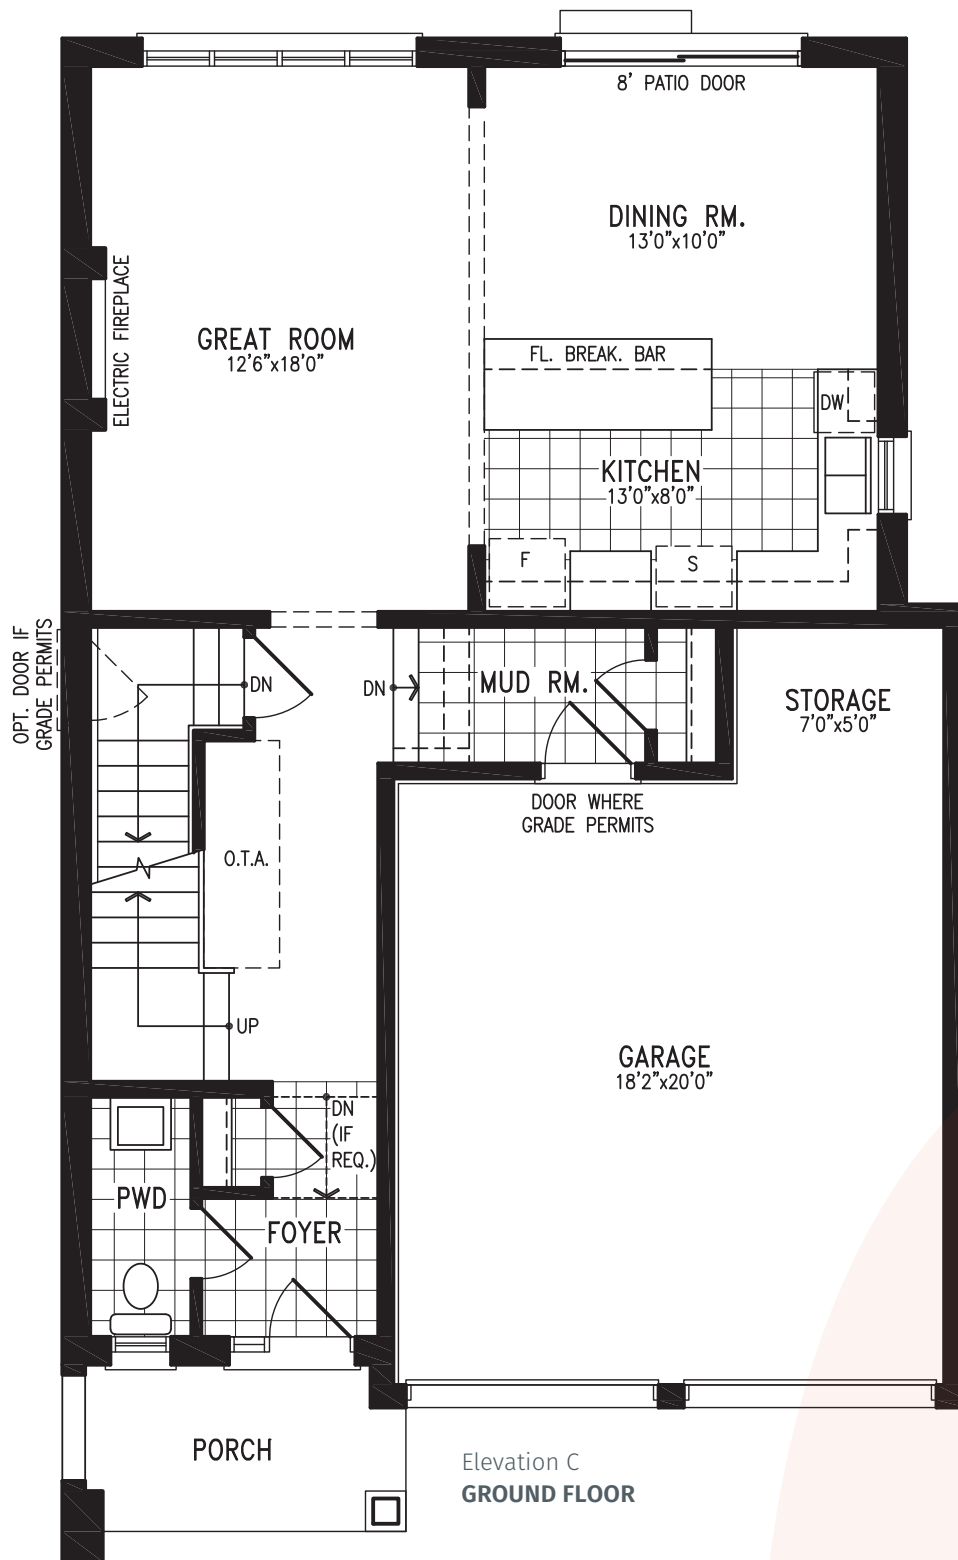 8' PATIO DOOR
DINING RM.
13'0"x10'0"
ELECTRIC FIREPLACE
GREAT ROOM
12'6"x18'0"
FL. BREAK. BAR
DW
KITCHEN
13'0"x8'0"
F
S
OPT. DOOR IF
GRADE PERMITS
DN
DN
MUD RM.
STORAGE
7'0"x5'0"
DOOR WHERE
GRADE PERMITS
O.T.A.
UP
GARAGE
18'2"x20'0"
DN
(IF
REQ.)
PWD
FOYER
PORCH
Elevation C
GROUND FLOOR